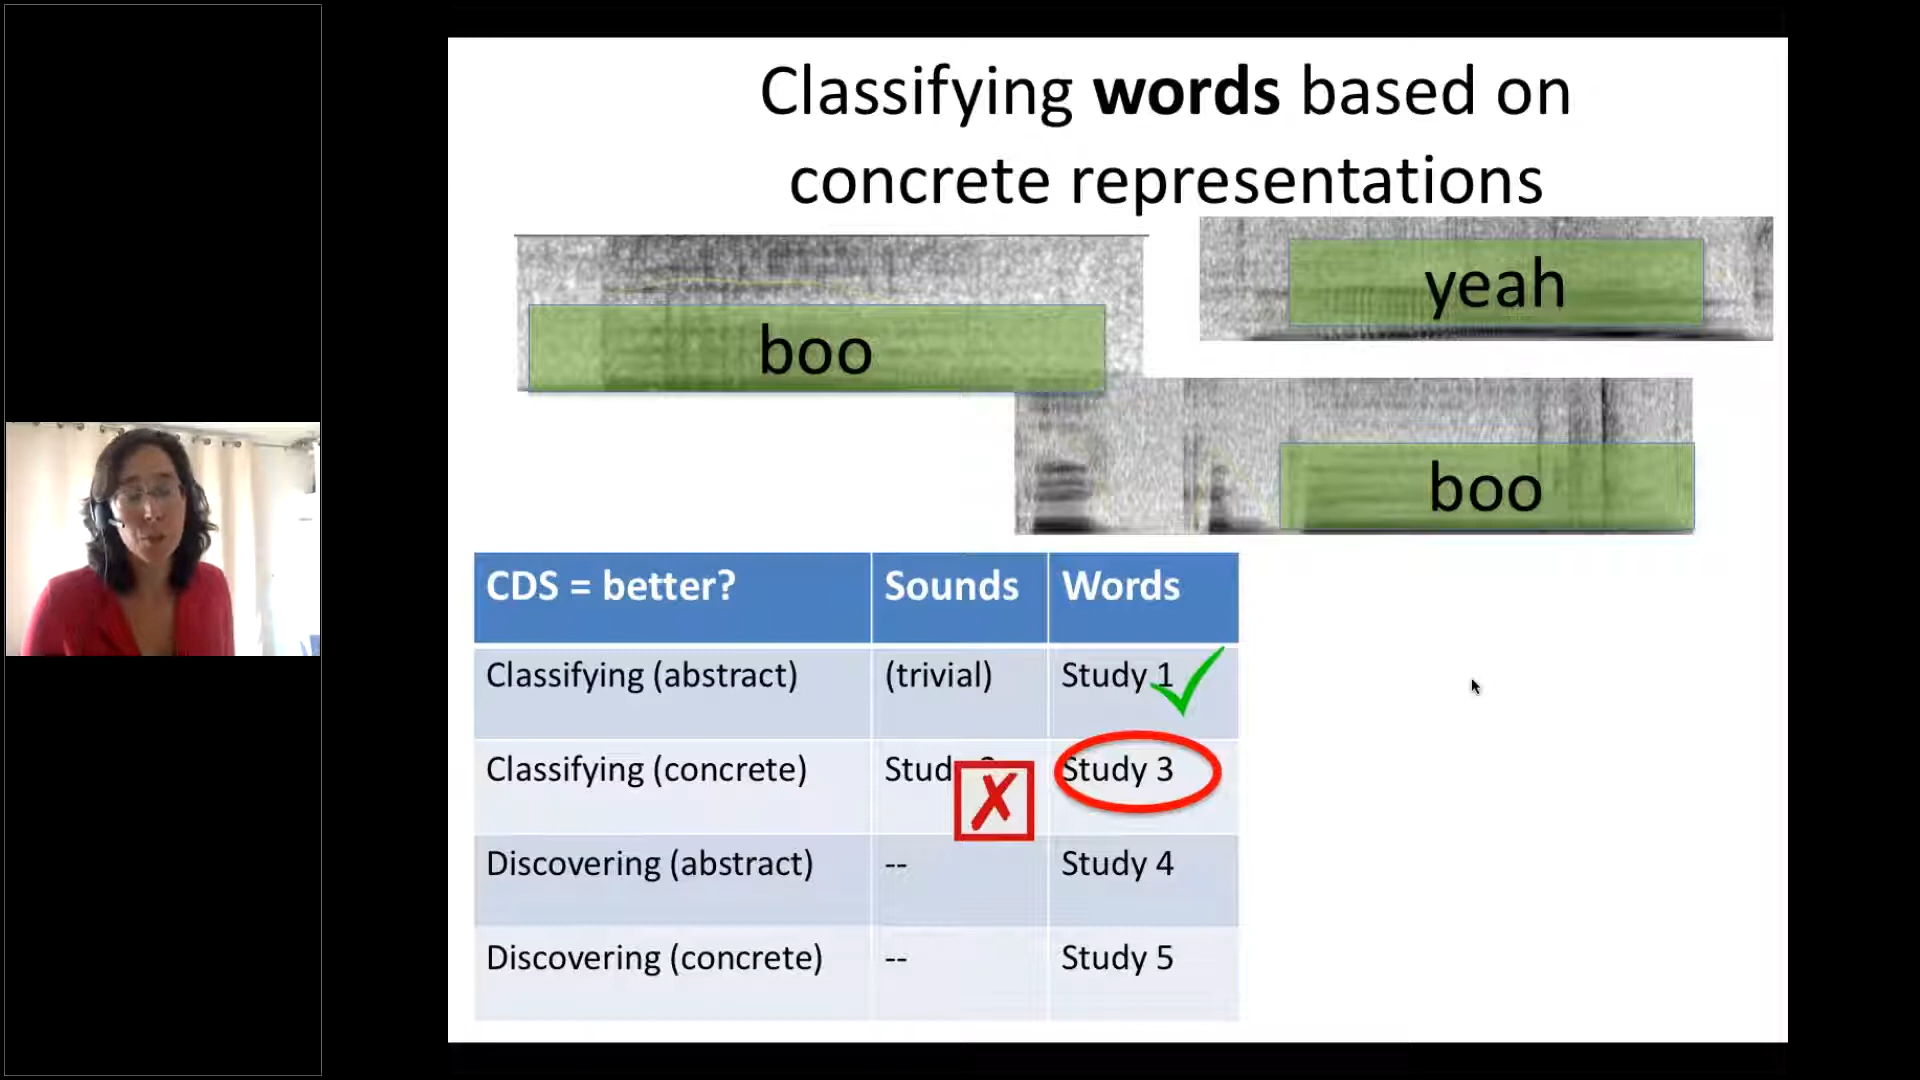 Classifying words based on
concrete representations
yeah
boo
boo
CDS = better? Sounds Words
Classifying (abstract) (trivial) Study 1
Classifying (concrete) Study 3
Discovering (abstract) -- Study 4
Discovering (concrete) -- Study 5